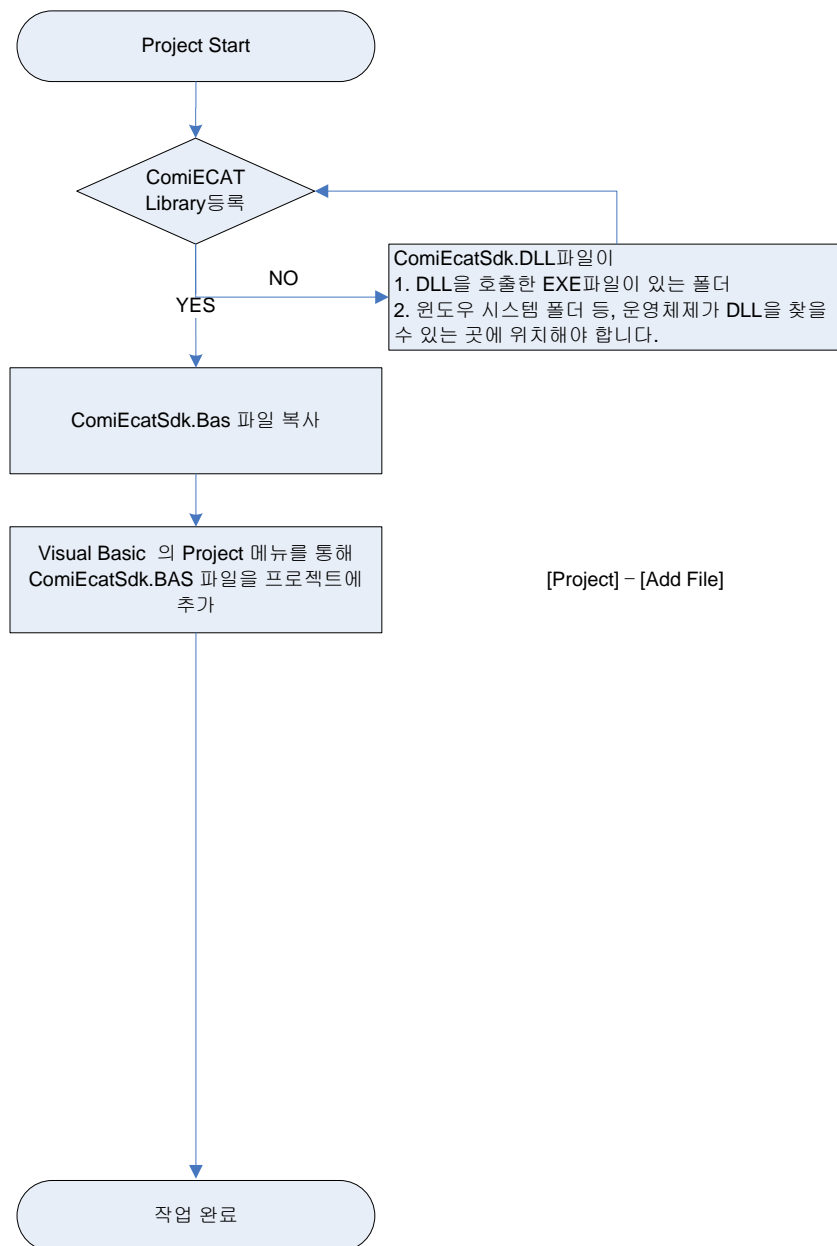 Project Start
ComiECAT
Library등록
NO
YES
ComiEcatSdk.DLL파일이
1. DLL을 호출한 EXE파일이 있는 폴더
2. 윈도우 시스템 폴더 등, 운영체제가 DLL을 찾을
수 있는 곳에 위치해야 합니다.
ComiEcatSdk.Bas 파일 복사
Visual Basic 의 Project 메뉴를 통해
ComiEcatSdk.BAS 파일을 프로젝트에
추가
[Project] – [Add File]
작업 완료